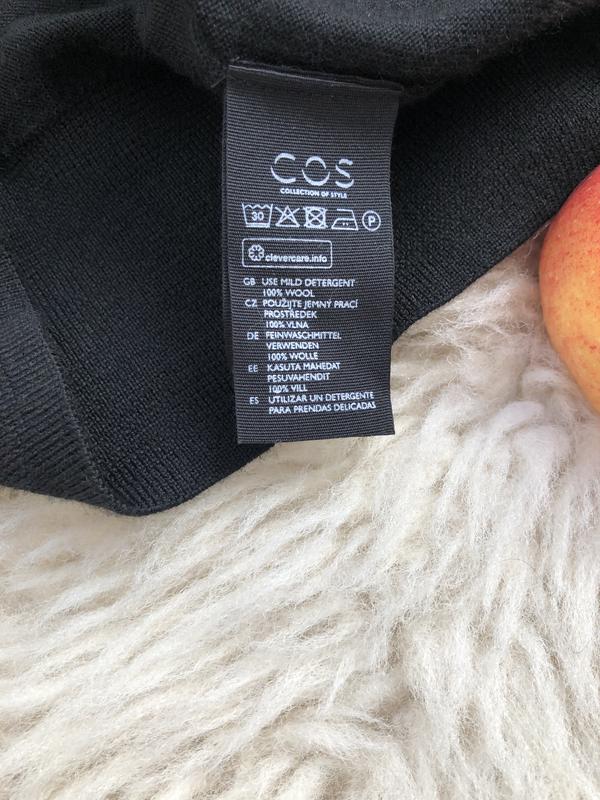 COS
COLLECTION OF STYLE
30
P
clevercare.info
GB USE MILD DETERGENT
100% WOOL
CZ POUŽIJTE JEMNÝ PRACÍ
PROSTŘEDEK
100% VLNA
DE FEINWASCHMITTEL
VERWENDEN
100% WOLLE
EE KASUTA MAHEDAT
PESUVAHENDIT
100% VILL
ES UTILIZAR UN DETERGENTE
PARA PRENDAS DELICADAS